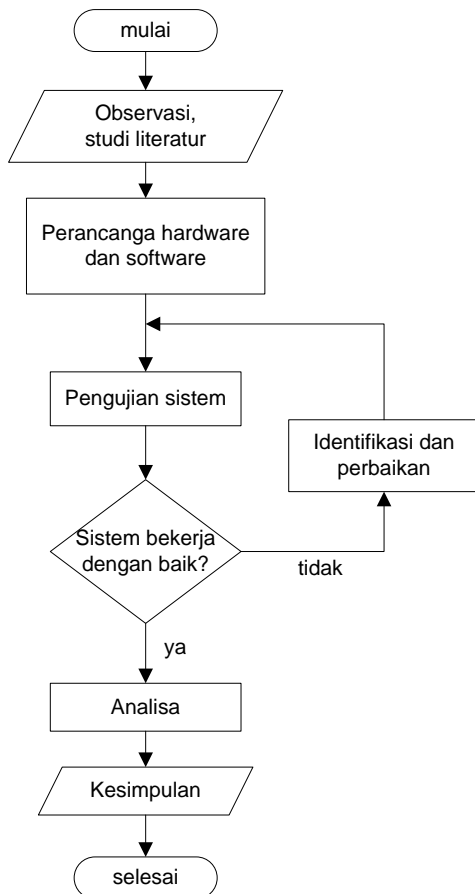 mulai
Observasi,
studi literatur
Perancanga hardware
dan software
Pengujian sistem
Identifikasi dan
perbaikan
Sistem bekerja
dengan baik?
tidak
ya
Analisa
Kesimpulan
selesai